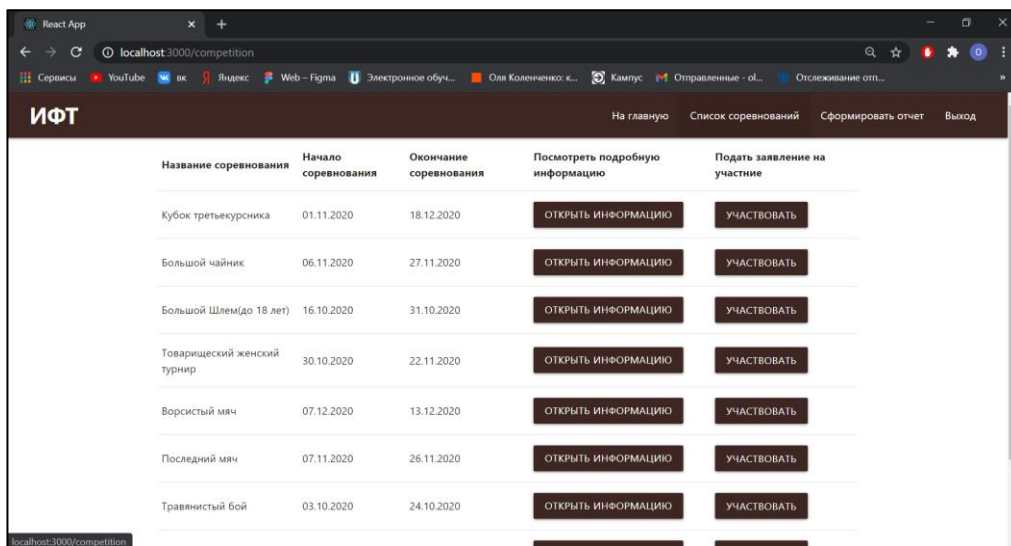 React App
localhost:3000/competition
Сервисы YouTube вк Яндекс Web – Figma Электронное обуч... Оля Коленченко: к... Кампус Отправленные - ol... Отслеживание отп... »
ИФТ На главную Список соревнований Сформировать отчет Выход
Название соревнования Начало соревнования Окончание соревнования Посмотреть подробную информацию Подать заявление на участние
Кубок третьекурсника 01.11.2020 18.12.2020 ОТКРЫТЬ ИНФОРМАЦИЮ УЧАСТВОВАТЬ
Большой чайник 06.11.2020 27.11.2020 ОТКРЫТЬ ИНФОРМАЦИЮ УЧАСТВОВАТЬ
Большой Шлем(до 18 лет) 16.10.2020 31.10.2020 ОТКРЫТЬ ИНФОРМАЦИЮ УЧАСТВОВАТЬ
Товарищеский женский турнир 30.10.2020 22.11.2020 ОТКРЫТЬ ИНФОРМАЦИЮ УЧАСТВОВАТЬ
Ворсистый мяч 07.12.2020 13.12.2020 ОТКРЫТЬ ИНФОРМАЦИЮ УЧАСТВОВАТЬ
Последний мяч 07.11.2020 26.11.2020 ОТКРЫТЬ ИНФОРМАЦИЮ УЧАСТВОВАТЬ
Травянистый бой 03.10.2020 24.10.2020 ОТКРЫТЬ ИНФОРМАЦИЮ УЧАСТВОВАТЬ
localhost:3000/competition